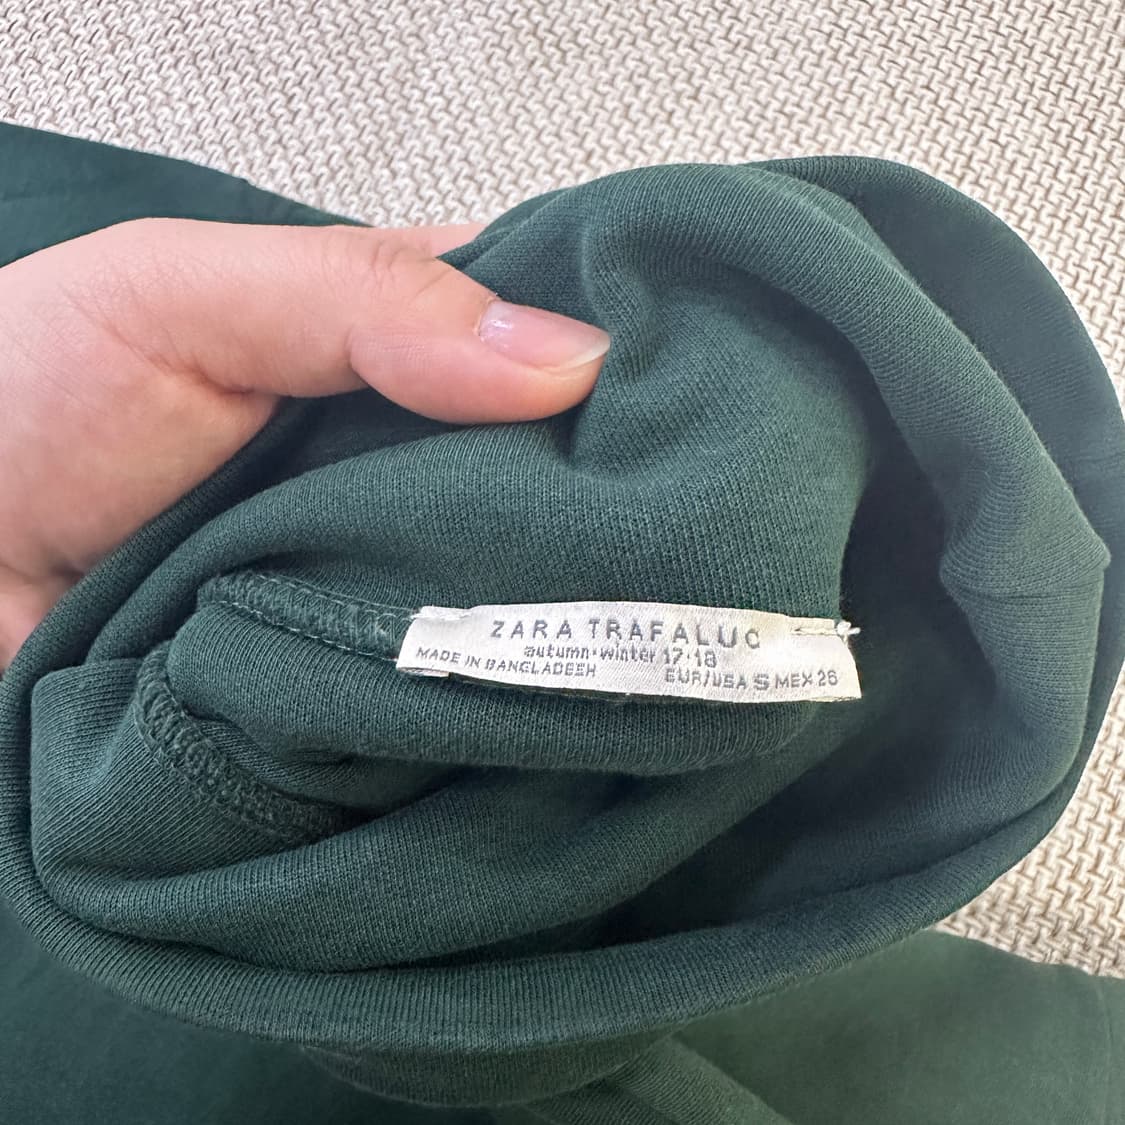 ZARA TRAFALUC
autumn·winter 17·18
MADE IN BANGLADESH EUR/USA S MEX 26